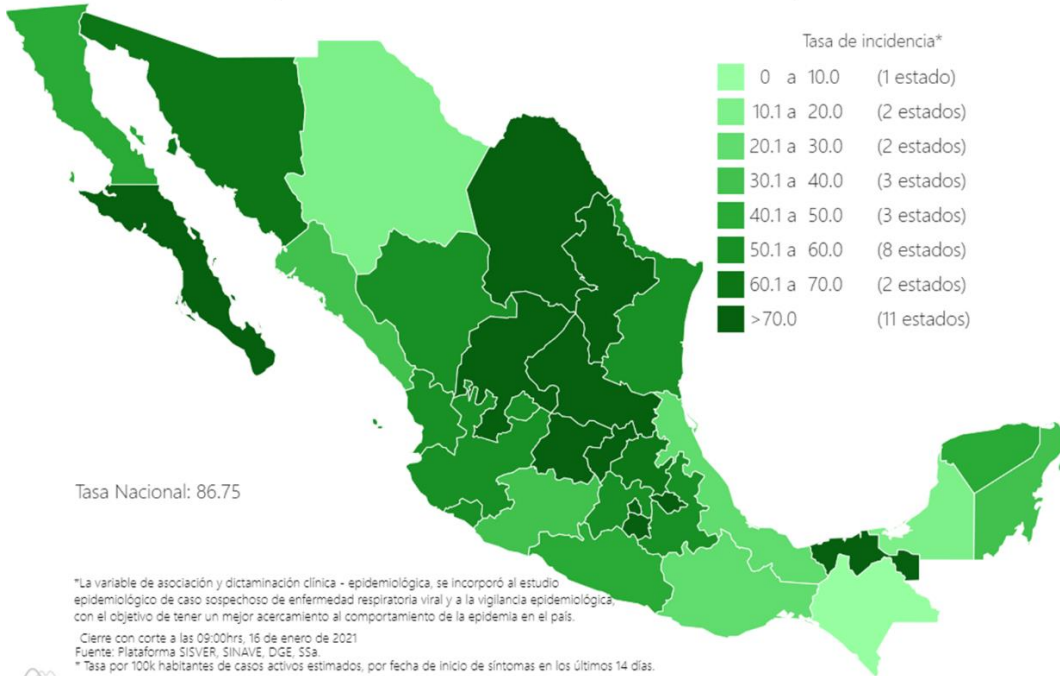 Tasa de incidencia*
0 a 10.0 (1 estado)
10.1 a 20.0 (2 estados)
20.1 a 30.0 (2 estados)
30.1 a 40.0 (3 estados)
40.1 a 50.0 (3 estados)
50.1 a 60.0 (8 estados)
60.1 a 70.0 (2 estados)
>70.0 (11 estados)
Tasa Nacional: 86.75
*La variable de asociación y dictaminación clínica - epidemiológica, se incorporó al estudio
epidemiológico de caso sospechoso de enfermedad respiratoria viral y a la vigilancia epidemiológica,
con el objetivo de tener un mejor acercamiento al comportamiento de la epidemia en el país.
Cierre con corte a las 09:00hrs, 16 de enero de 2021
Fuente: Plataforma SISVER, SINAVE, DGE, SSa.
* Tasa por 100k habitantes de casos activos estimados, por fecha de inicio de síntomas en los últimos 14 días.